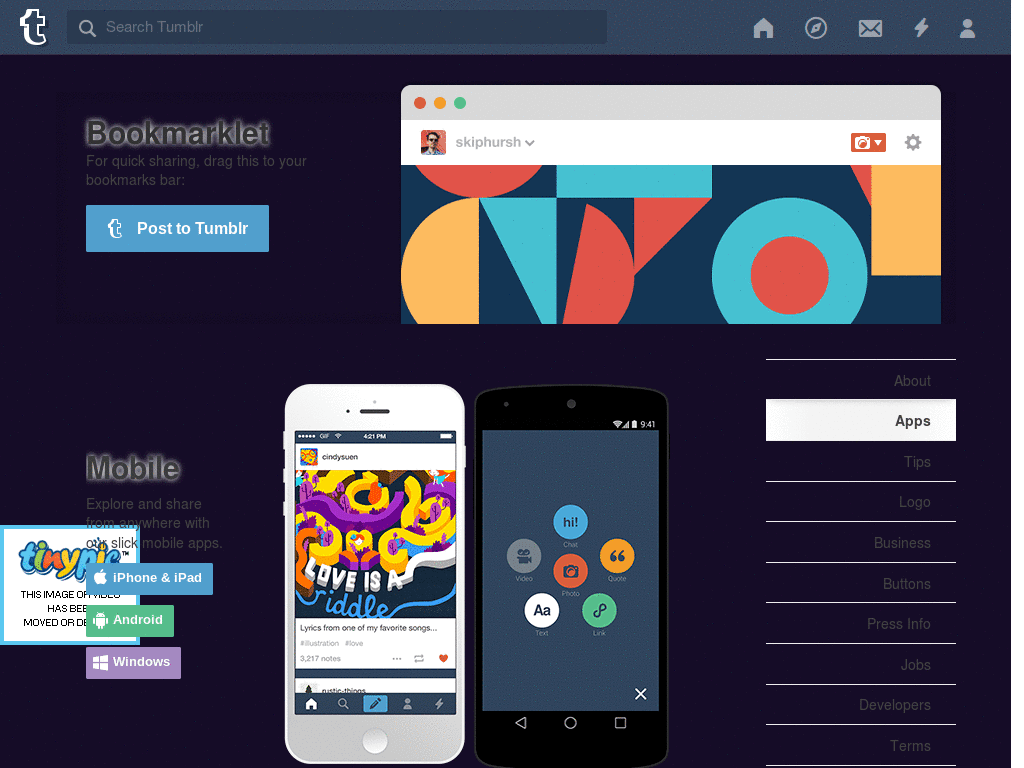 Search Tumblr
Bookmarklet
For quick sharing, drag this to your
bookmarks bar:
Post to Tumblr
skiphursh
Mobile
Explore and share
from anywhere with
our slick mobile apps.
tinypic™
THIS IMAGE OR VIDEO
HAS BEE
MOVED OR DE
iPhone & iPad
Android
Windows
GIF
4:21 PM
cindysuen
LOVE IS A
riddle
Lyrics from one of my favorite songs...
#illustration #love
3,217 notes
rustic-things
9:41
hi!
Chat
Video
Photo
Quote
Aa
Text
Link
About
Apps
Tips
Logo
Business
Buttons
Press Info
Jobs
Developers
Terms